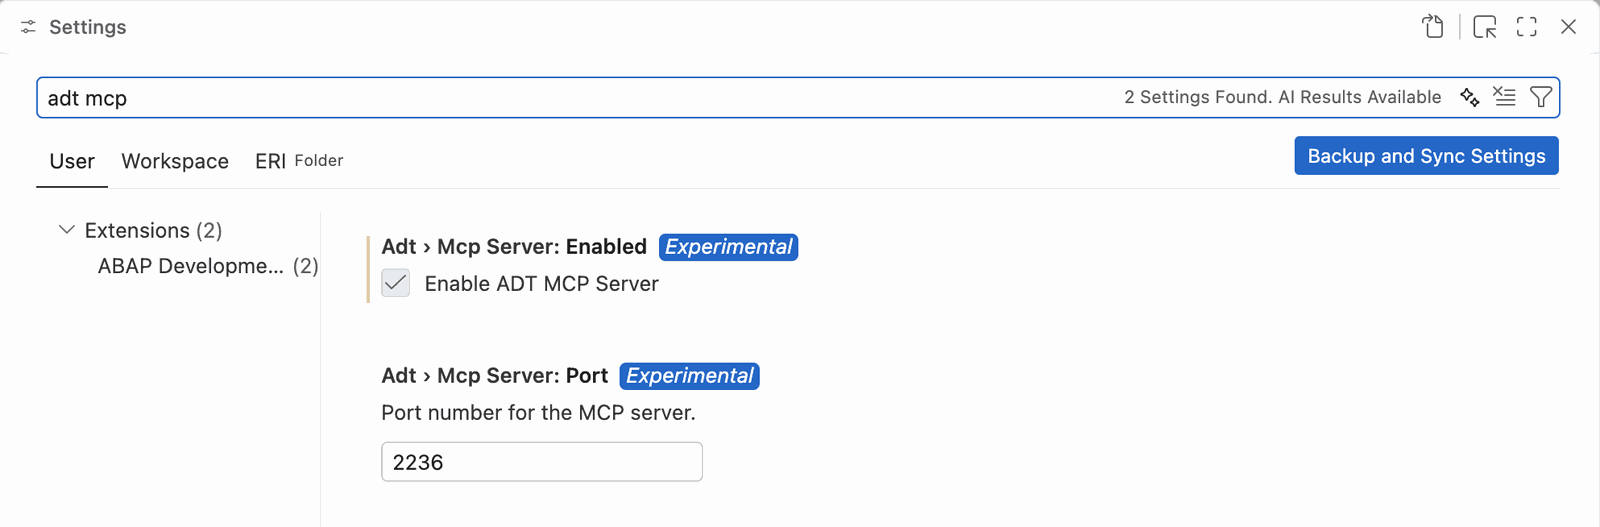 Settings
adt mcp
2 Settings Found. AI Results Available
User Workspace ERI Folder
Backup and Sync Settings
Extensions (2)
ABAP Developme... (2)
Adt › Mcp Server: Enabled Experimental
Enable ADT MCP Server
Adt › Mcp Server: Port Experimental
Port number for the MCP server.
2236